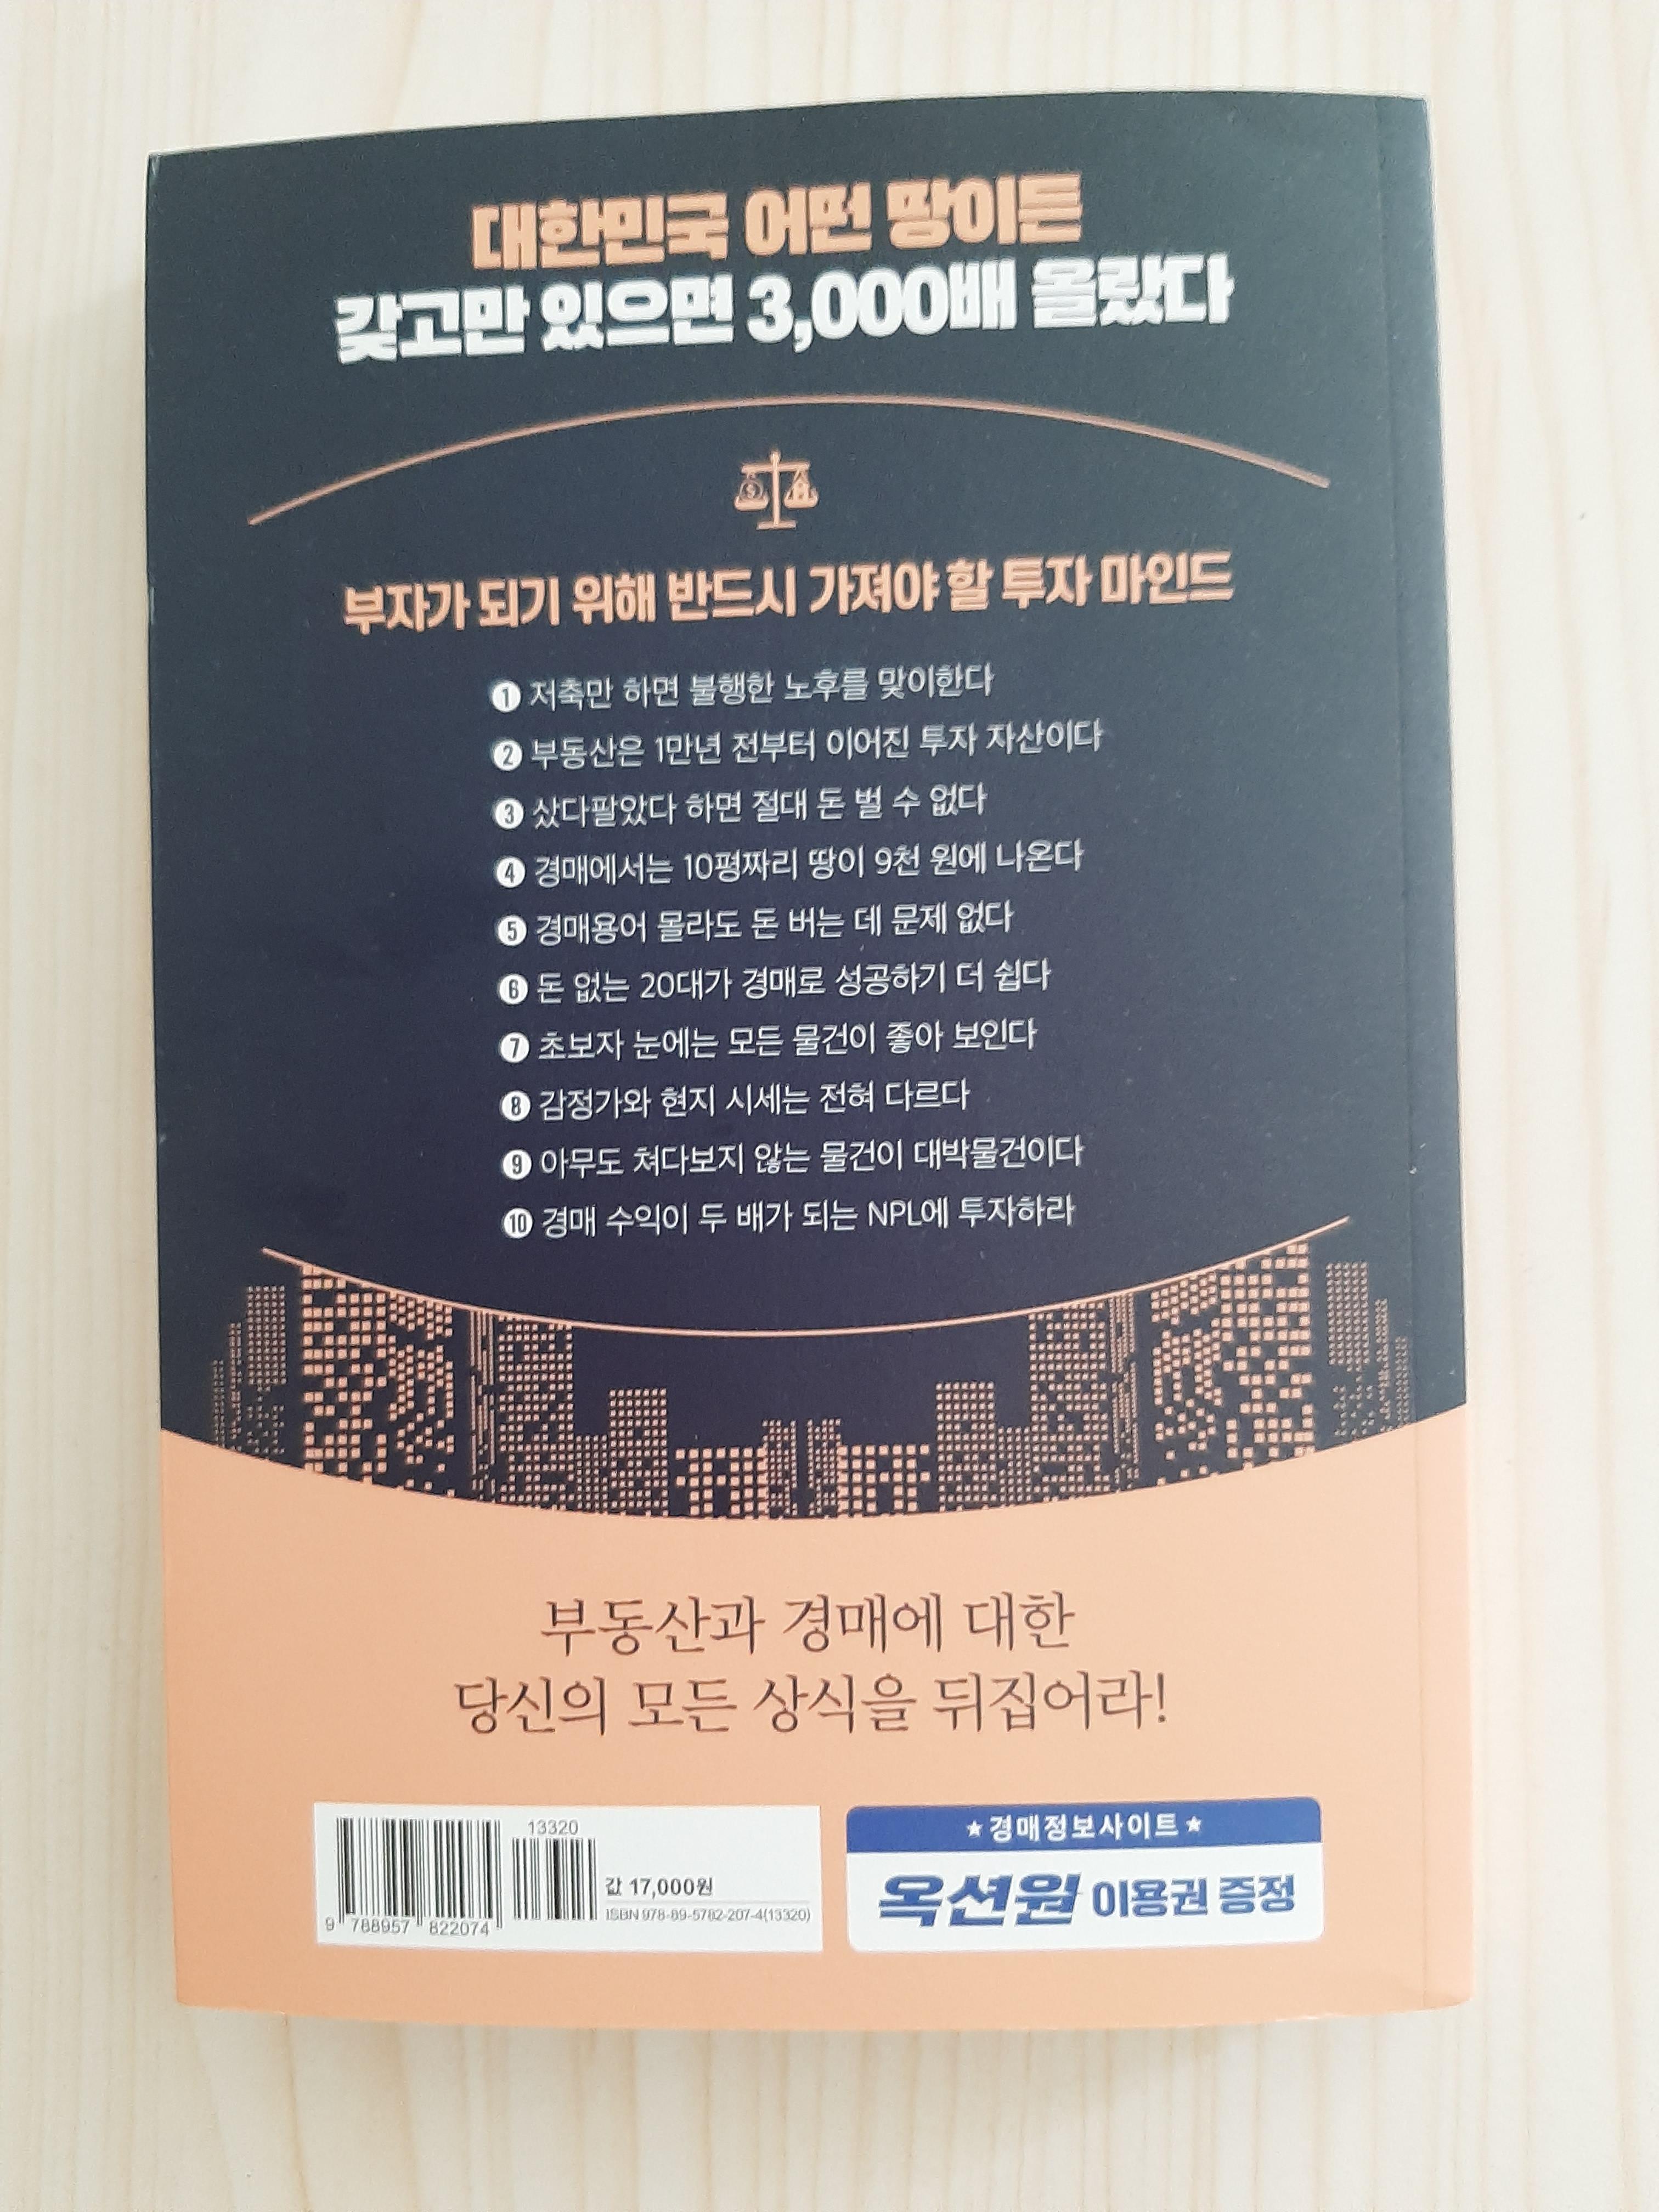 대한민국 어떤 땅이든
갖고만 있으면 3,000배 올랐다
부자가 되기 위해 반드시 가져야 할 투자 마인드
1 저축만 하면 불행한 노후를 맞이한다
2 부동산은 1만년 전부터 이어진 투자 자산이다
3 샀다팔았다 하면 절대 돈 벌 수 없다
4 경매에서는 10평짜리 땅이 9천 원에 나온다
5 경매용어 몰라도 돈 버는 데 문제 없다
6 돈 없는 20대가 경매로 성공하기 더 쉽다
7 초보자 눈에는 모든 물건이 좋아 보인다
8 감정가와 현지 시세는 전혀 다르다
9 아무도 쳐다보지 않는 물건이 대박물건이다
10 경매 수익이 두 배가 되는 NPL에 투자하라
부동산과 경매에 대한
당신의 모든 상식을 뒤집어라!
13320
값 17,000원
ISBN 978-89-5782-207-4(13320)
9 788957 822074
★경매정보사이트★
옥션원 이용권 증정